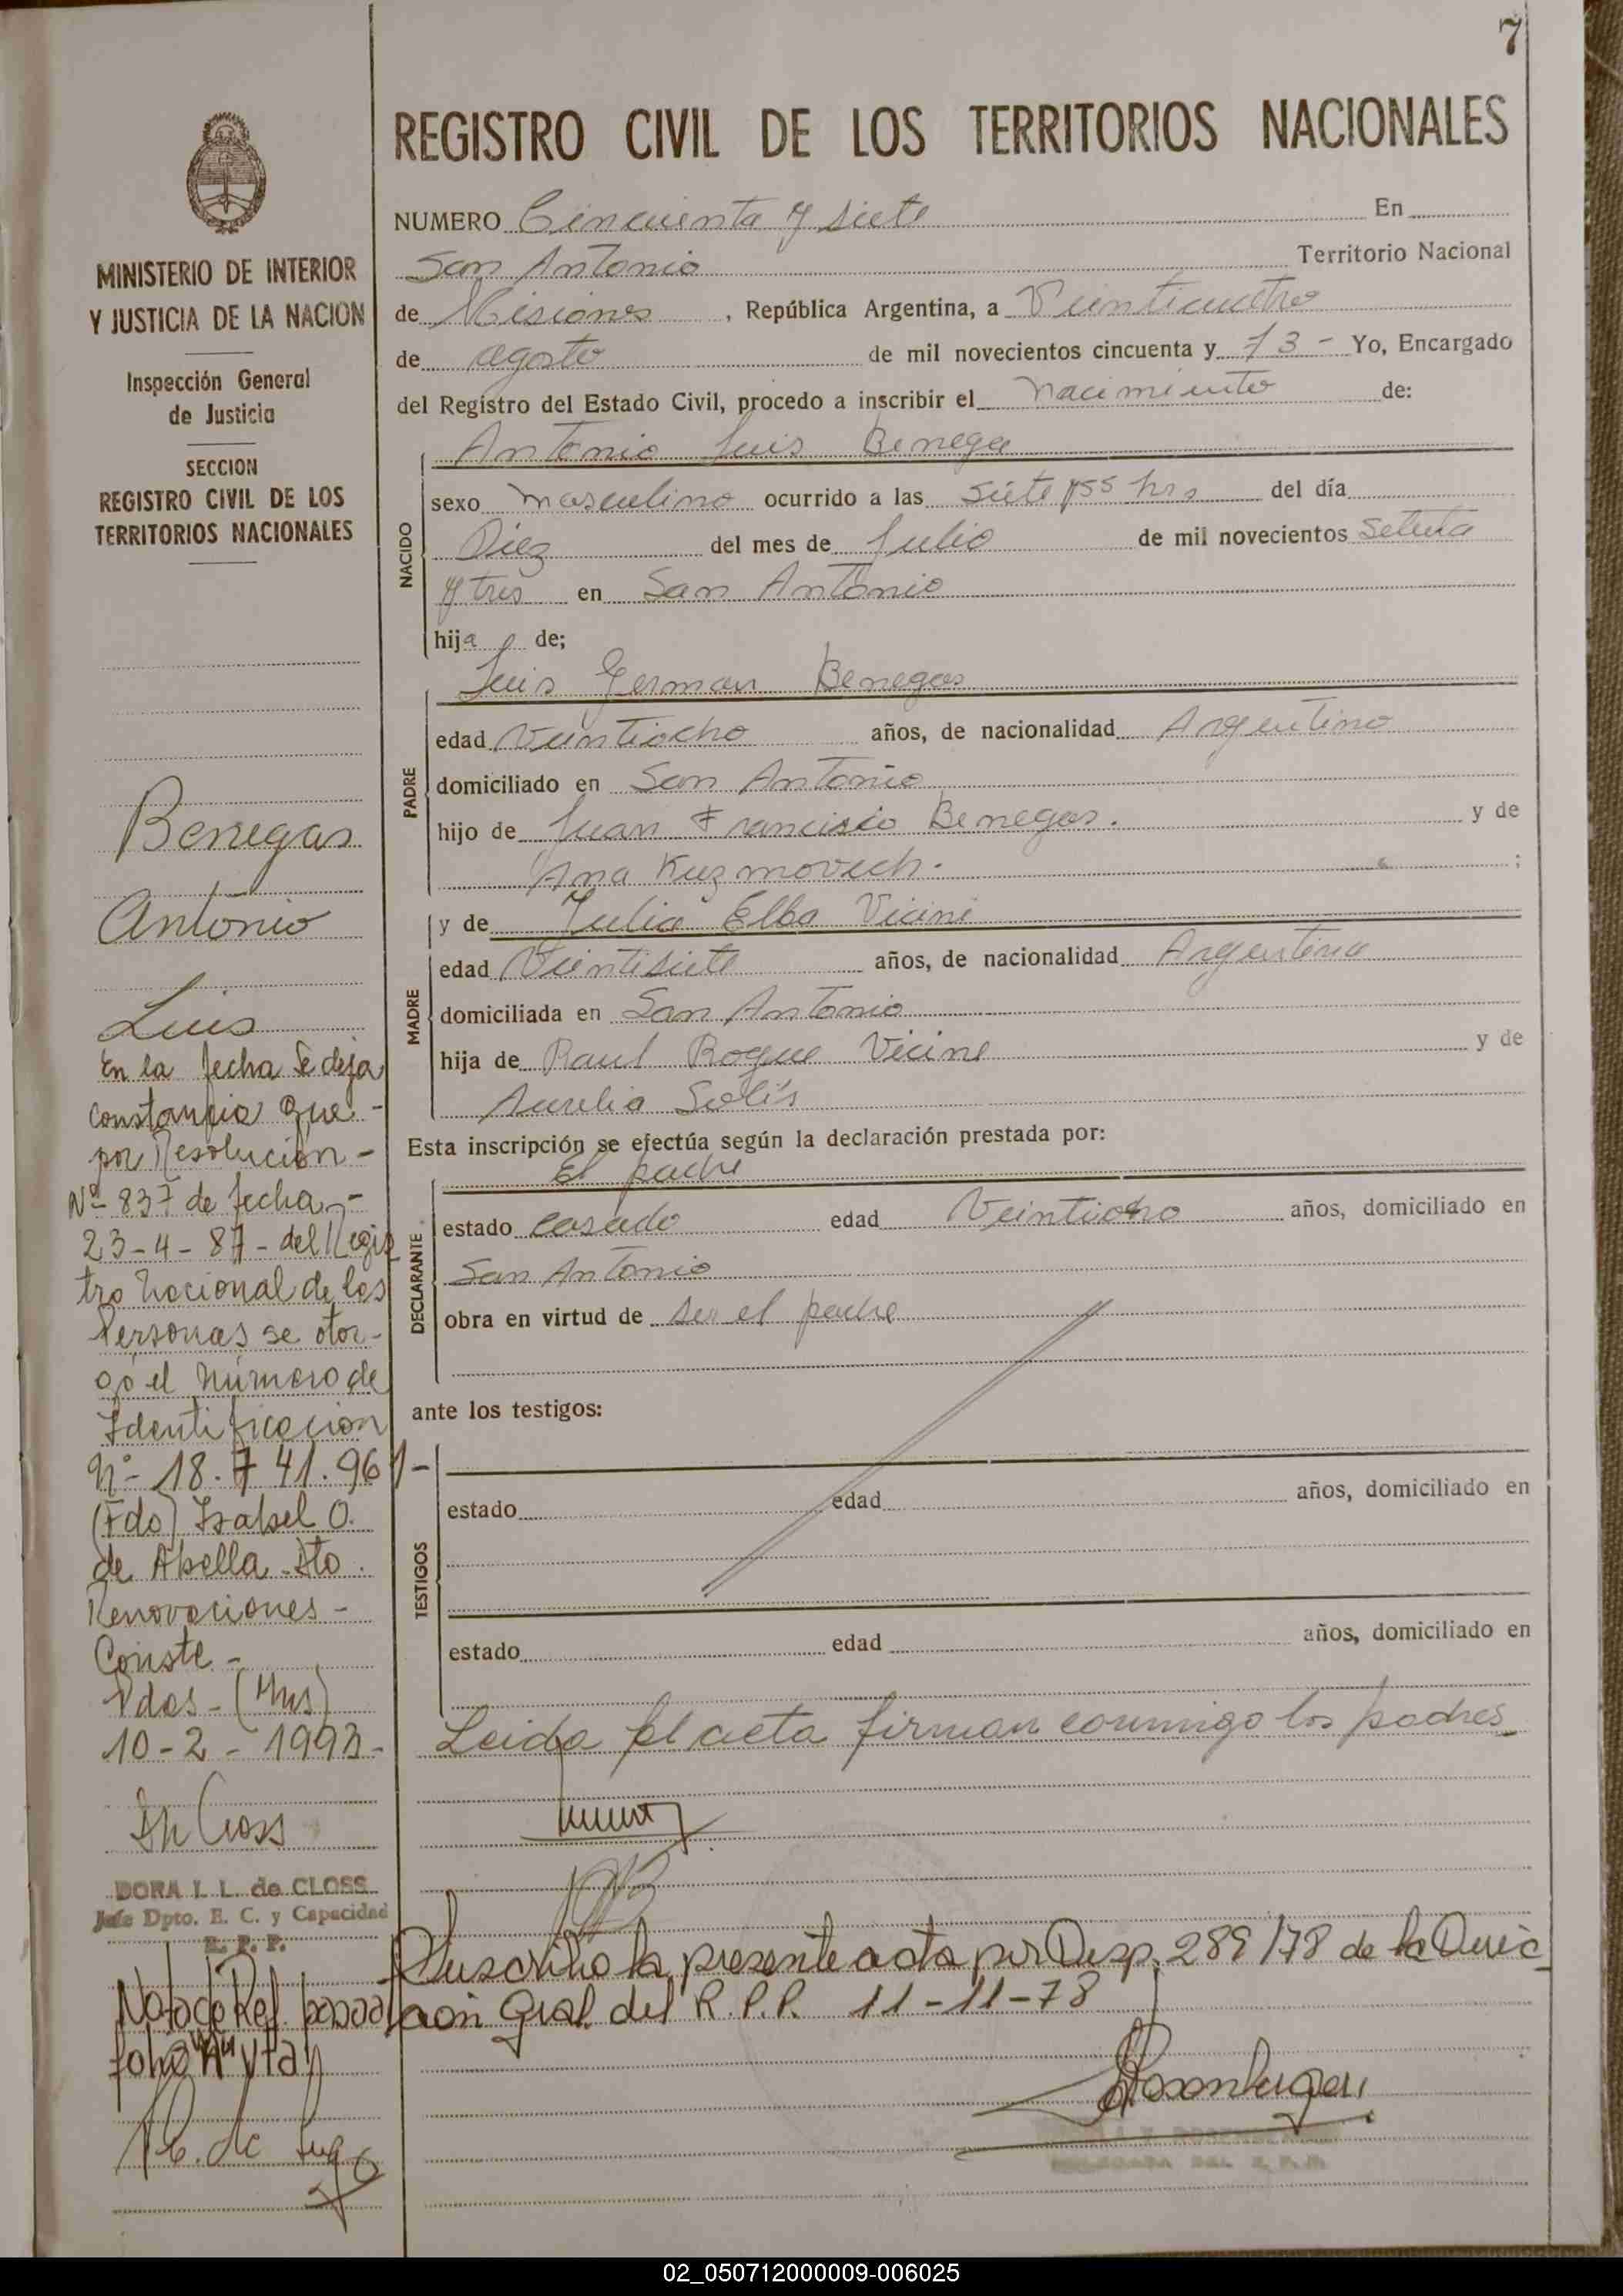 7
REGISTRO CIVIL DE LOS TERRITORIOS NACIONALES
MINISTERIO DE INTERIOR
Y JUSTICIA DE LA NACION
Inspección General
de Justicia
SECCION
REGISTRO CIVIL DE LOS
TERRITORIOS NACIONALES
Benegas
Antonio
Luis
En la fecha se deja
constancia que -
por Resolución -
Nº 837 de fecha -
23-4-87- del Regis
tro Nacional de las
Personas se otor-
gó el número de
Identificacion
Nº 18.741.961-
(Fdo) Isabel O.
de Abella. Dto.
Renovaciones -
Conste -
Pdas - (Mns)
10-2-1993-
DORA I. L. de CLOSS
Jefe Dpto. E. C. y Capacidad
R. P. P.
Nota de Ref. pasa al
folio vta
NUMERO Cincuenta y siete En
San Antonio Territorio Nacional
de Misiones , República Argentina, a Veinticuatro
de agosto de mil novecientos cincuenta y 73 - Yo, Encargado
del Registro del Estado Civil, procedo a inscribir el nacimiento de:
Antonio Luis Benega
NACIDO
sexo masculino ocurrido a las siete y 55 hrs del día
Diez del mes de Julio de mil novecientos setenta
y tres en San Antonio
hija de;
Luis German Benegas
PADRE
edad Veintiocho años, de nacionalidad Argentino
domiciliado en San Antonio
hijo de Juan Francisco Benegas. y de
Ana Kuzmovich. ;
y de Julia Elba Vicini
MADRE
edad Veintisiete años, de nacionalidad Argentina
domiciliada en San Antonio
hija de Raul Roque Vicini y de
Aurelia Solís
Esta inscripción se efectúa según la declaración prestada por:
El padre
DECLARANTE
estado casado edad Veintiocho años, domiciliado en
San Antonio
obra en virtud de ser el padre
ante los testigos:
TESTIGOS
estado edad años, domiciliado en
estado edad años, domiciliado en
Leida el acta firman conmigo los padres
Suscribo la presente acta por Disp. 289/78 de la Direc
ción Gral. del R.P.P. 11-11-78
02_050712000009-006025